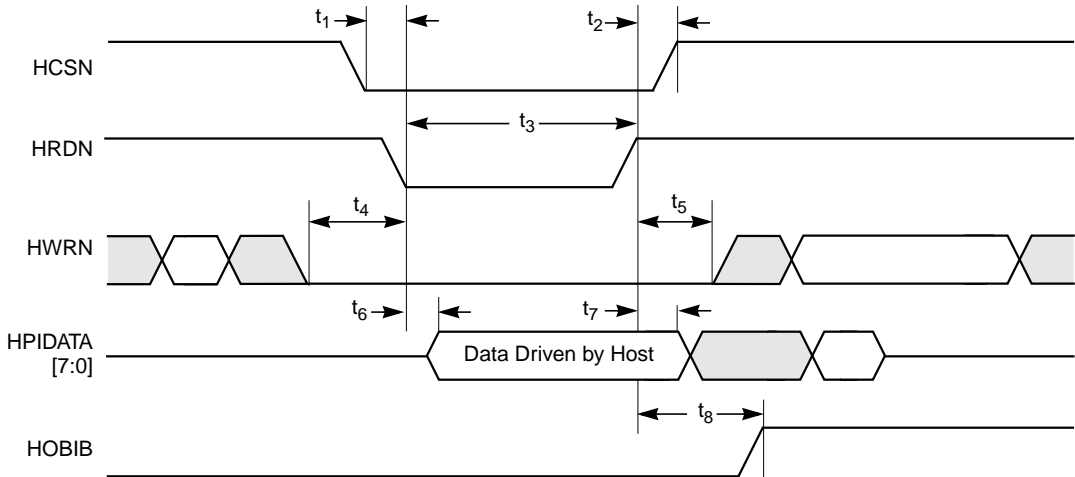 t1
t2
HCSN
t3
HRDN
t4
t5
HWRN
t6
t7
HPIDATA
[7:0]
Data Driven by Host
t8
HOBIB